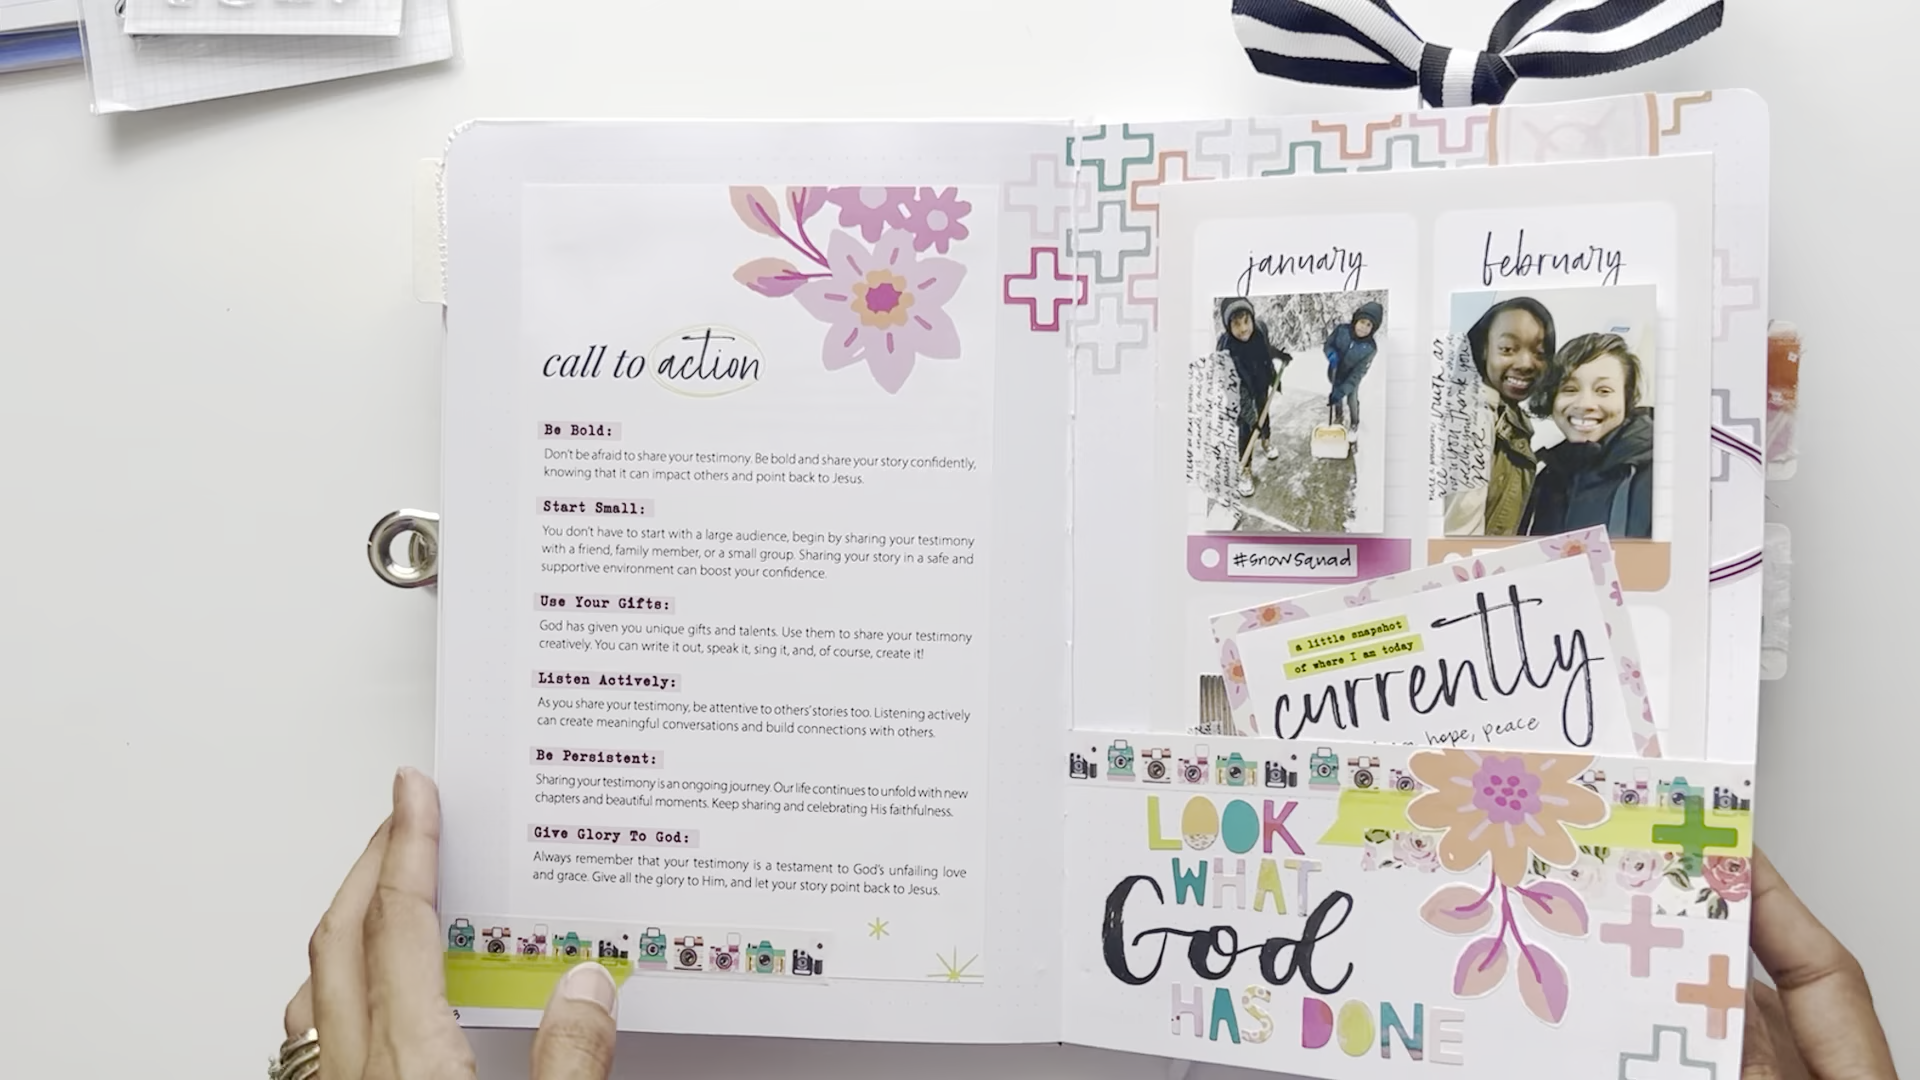 call to action
Be Bold:
Don't be afraid to share your testimony. Be bold and share your story confidently,
knowing that it can impact others and point back to Jesus.
Start Small:
You don't have to start with a large audience, begin by sharing your testimony
with a friend, family member, or a small group. Sharing your story in a safe and
supportive environment can boost your confidence.
Use Your Gifts:
God has given you unique gifts and talents. Use them to share your testimony
creatively. You can write it out, speak it, sing it, and, of course, create it!
Listen Actively:
As you share your testimony, be attentive to others' stories too. Listening actively
can create meaningful conversations and build connections with others.
Be Persistent:
Sharing your testimony is an ongoing journey. Our life continues to unfold with new
chapters and beautiful moments. Keep sharing and celebrating His faithfulness.
Give Glory To God:
Always remember that your testimony is a testament to God's unfailing love
and grace. Give all the glory to Him, and let your story point back to Jesus.
3
january
february
#snowsquad
a little snapshot
of where I am today
currently
hope, peace
LOOK
WHAT
God
HAS DONE